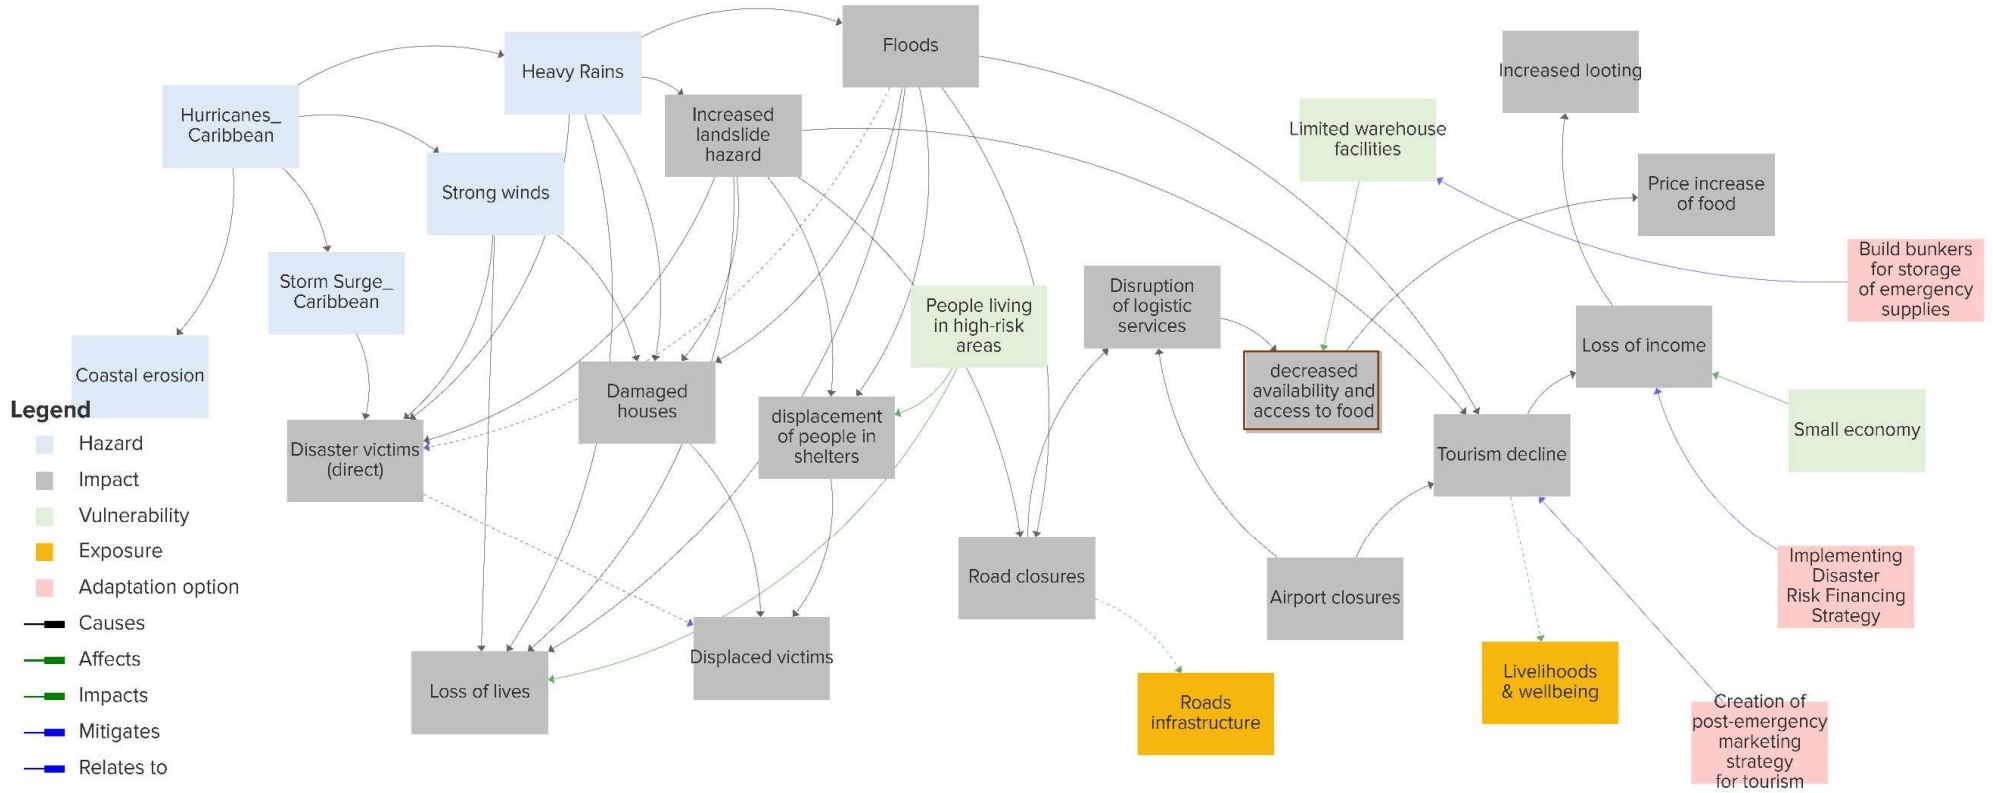 Floods
Heavy Rains
Increased looting
Hurricanes_
Caribbean
Increased
landslide
hazard
Limited warehouse
facilities
Strong winds
Price increase
of food
Storm Surge_
Caribbean
Build bunkers
for storage
of emergency
supplies
Disruption
of logistic
services
People living
in high-risk
areas
Loss of income
Coastal erosion
decreased
availability and
access to food
Damaged
houses
displacement
of people in
shelters
Small economy
Disaster victims
(direct)
Tourism decline
Road closures
Airport closures
Implementing
Disaster
Risk Financing
Strategy
Displaced victims
Loss of lives
Livelihoods
& wellbeing
Roads
infrastructure
Creation of
post-emergency
marketing
strategy
for tourism
Legend
Hazard
Impact
Vulnerability
Exposure
Adaptation option
Causes
Affects
Impacts
Mitigates
Relates to